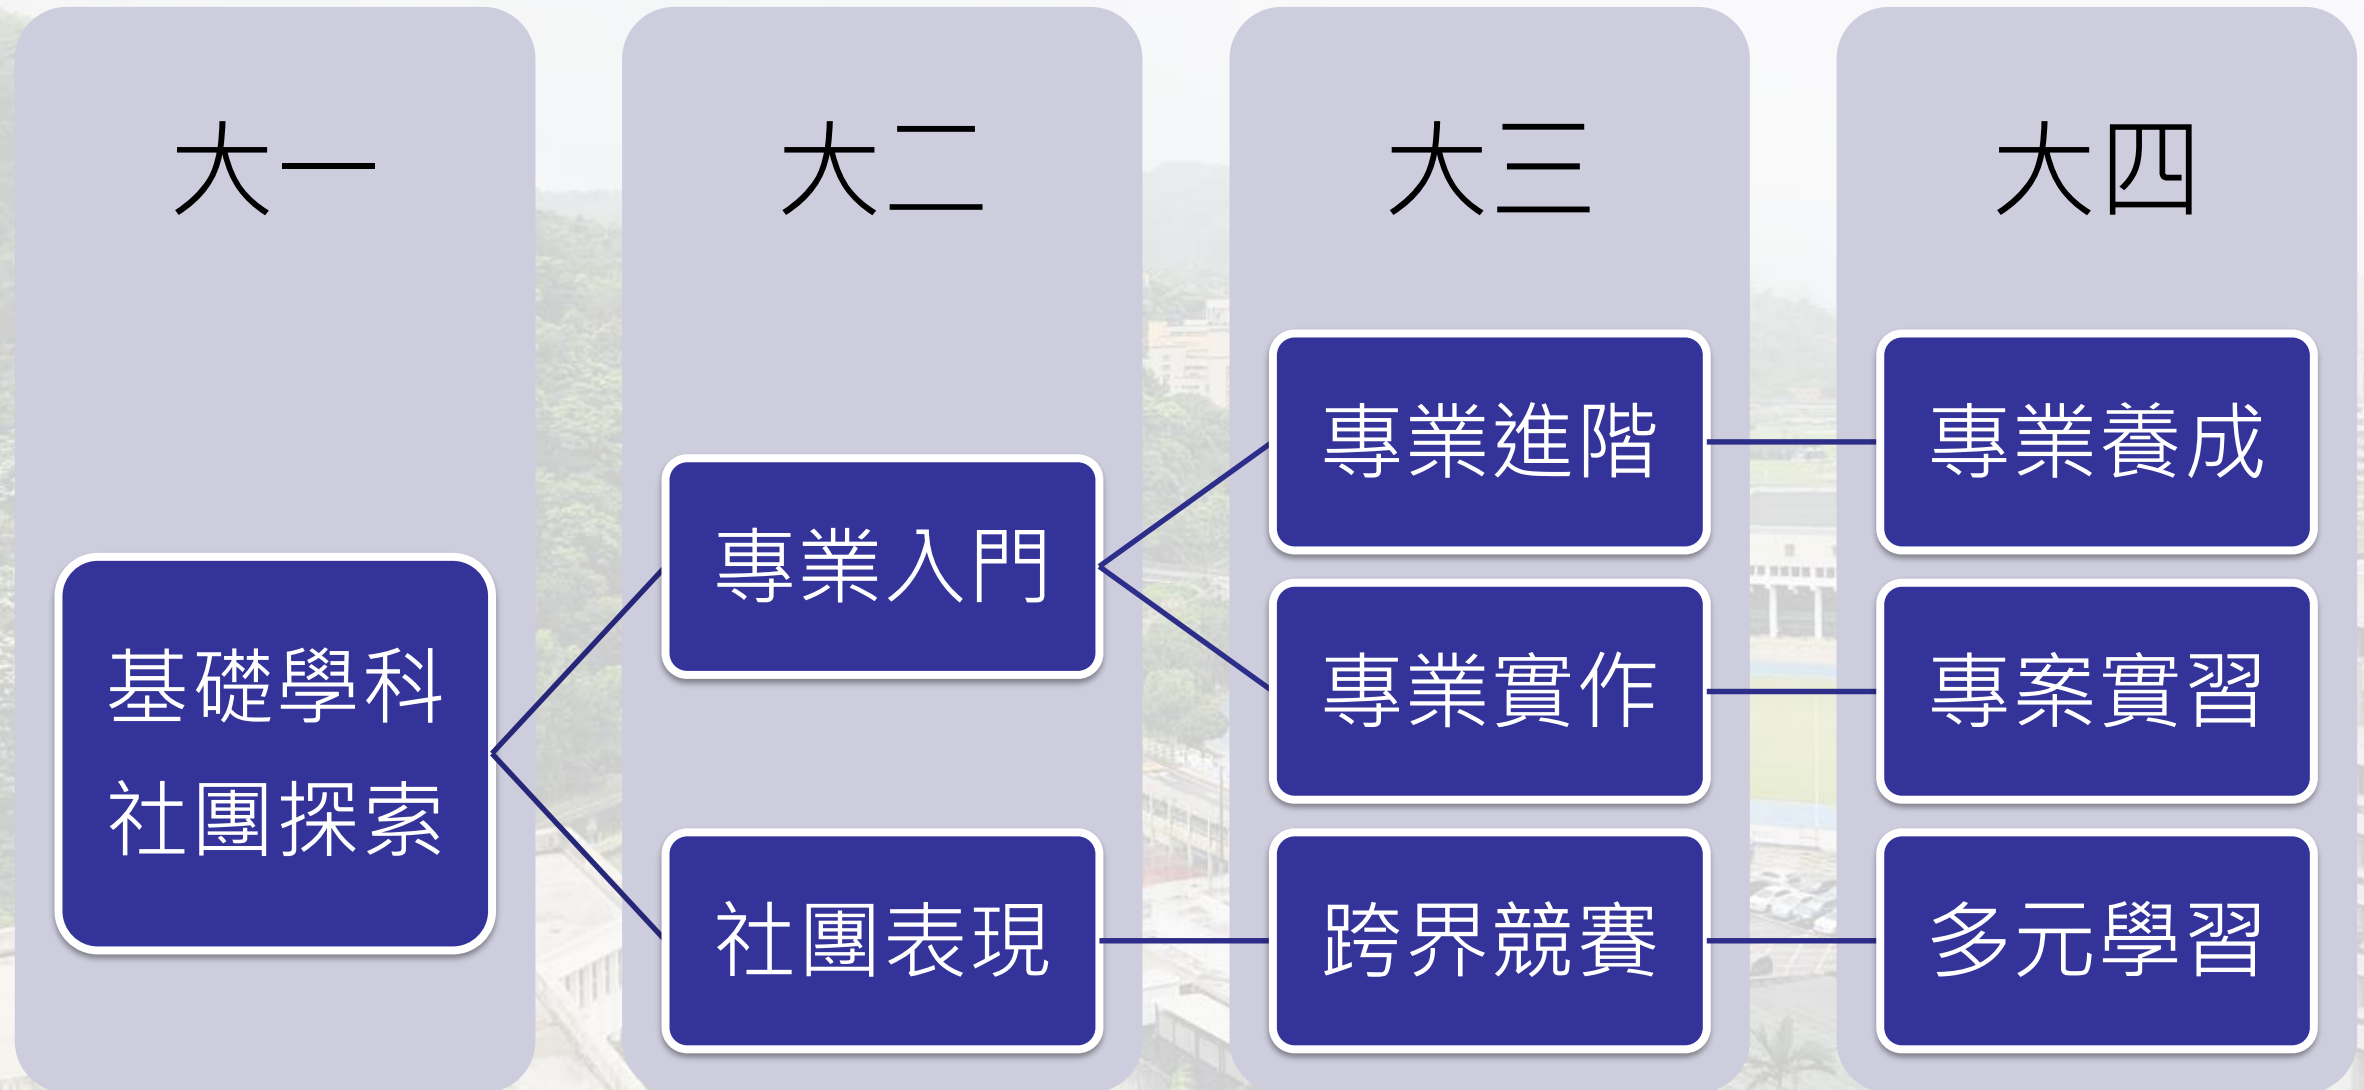 大一
基礎學科
社團探索
大二
專業入門
社團表現
大三
專業進階
專業實作
跨界競賽
大四
專業養成
專案實習
多元學習